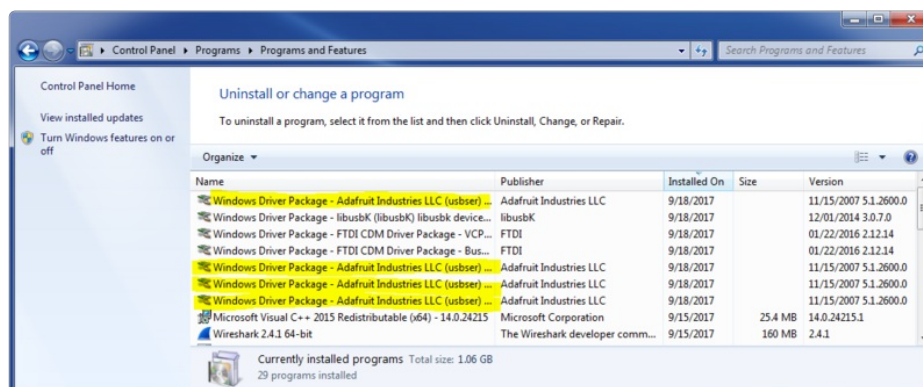 Control Panel ▸ Programs ▸ Programs and Features
Search Programs and Features
Control Panel Home
View installed updates
Turn Windows features on or
off
Uninstall or change a program
To uninstall a program, select it from the list and then click Uninstall, Change, or Repair.
Organize
Name Publisher Installed On Size Version
Windows Driver Package - Adafruit Industries LLC (usbser) ... Adafruit Industries LLC 9/18/2017 11/15/2007 5.1.2600.0
Windows Driver Package - libusbK (libusbK) libusbk device... libusbK 9/18/2017 12/01/2014 3.0.7.0
Windows Driver Package - FTDI CDM Driver Package - VCP... FTDI 9/18/2017 01/22/2016 2.12.14
Windows Driver Package - FTDI CDM Driver Package - Bus... FTDI 9/18/2017 01/22/2016 2.12.14
Windows Driver Package - Adafruit Industries LLC (usbser) ... Adafruit Industries LLC 9/18/2017 11/15/2007 5.1.2600.0
Windows Driver Package - Adafruit Industries LLC (usbser) ... Adafruit Industries LLC 9/18/2017 11/15/2007 5.1.2600.0
Windows Driver Package - Adafruit Industries LLC (usbser) ... Adafruit Industries LLC 9/18/2017 11/15/2007 5.1.2600.0
Microsoft Visual C++ 2015 Redistributable (x64) - 14.0.24215 Microsoft Corporation 9/15/2017 25.4 MB 14.0.24215.1
Wireshark 2.4.1 64-bit The Wireshark developer comm... 9/15/2017 160 MB 2.4.1
Currently installed programs Total size: 1.06 GB
29 programs installed